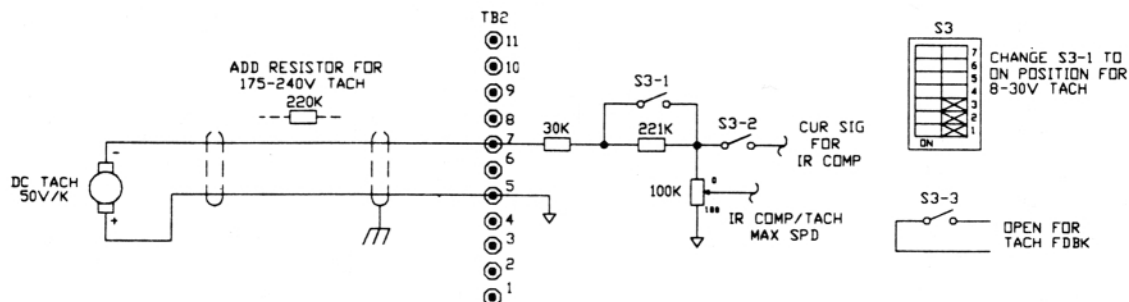 TB2
11
10
9
8
7
6
5
4
3
2
1
ADD RESISTOR FOR
175-240V TACH
220K
-
DC TACH
50V/K
+
30K
S3-1
221K
S3-2
CUR SIG
FOR
IR COMP
100K
0
100
IR COMP/TACH
MAX SPD
S3
7
6
5
4
3
2
1
ON
CHANGE S3-1 TO
ON POSITION FOR
8-30V TACH
S3-3
OPEN FOR
TACH FDBK